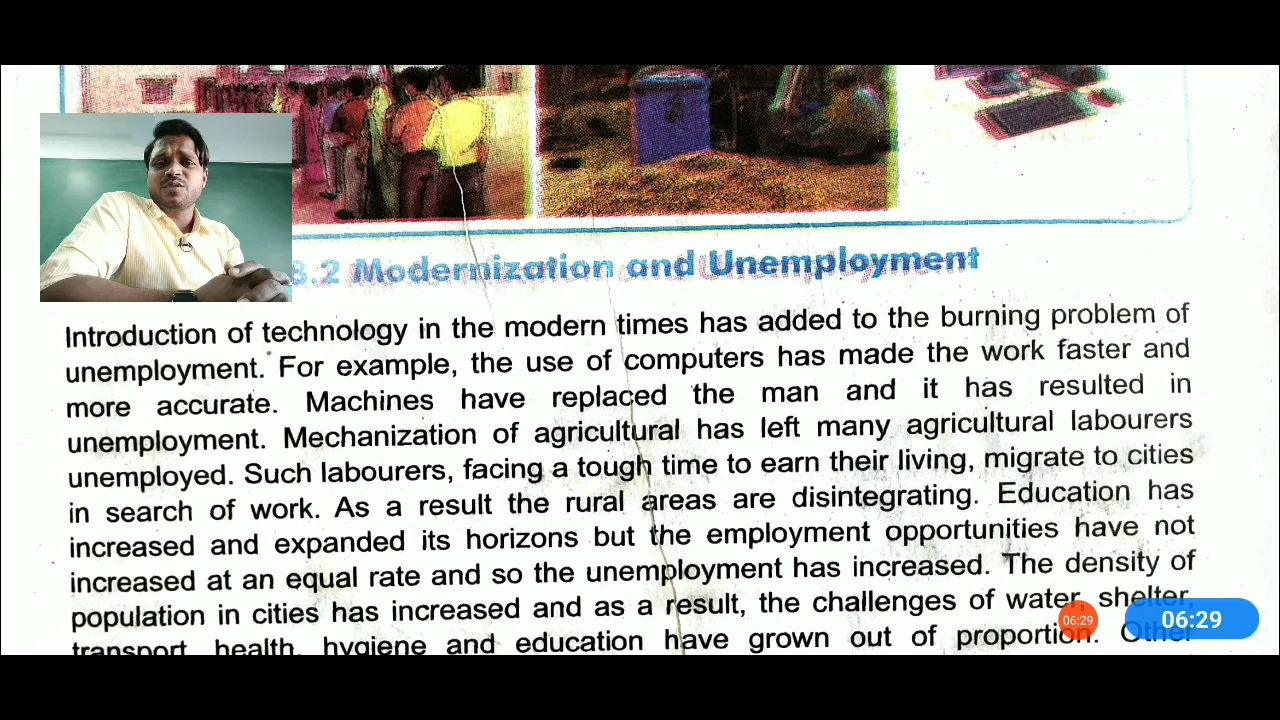 8.2 Modernization and Unemployment
Introduction of technology in the modern times has added to the burning problem of
unemployment. For example, the use of computers has made the work faster and
more accurate. Machines have replaced the man and it has resulted in
unemployment. Mechanization of agricultural has left many agricultural labourers
unemployed. Such labourers, facing a tough time to earn their living, migrate to cities
in search of work. As a result the rural areas are disintegrating. Education has
increased and expanded its horizons but the employment opportunities have not
increased at an equal rate and so the unemployment has increased. The density of
population in cities has increased and as a result, the challenges of water, shelter,
transport, health, hygiene and education have grown out of proportion. Other
06:29
06:29